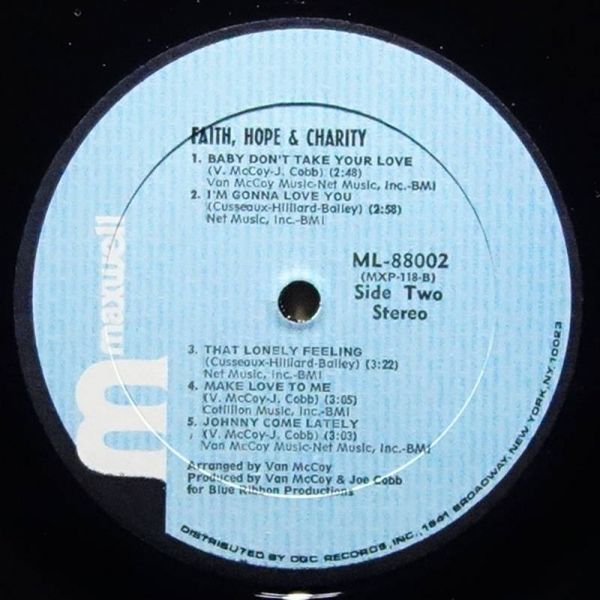 FAITH, HOPE & CHARITY
1. BABY DON'T TAKE YOUR LOVE
(V. McCoy-J. Cobb) (2:48)
Van McCoy Music-Net Music, Inc.-BMI
2. I'M GONNA LOVE YOU
(Cusseaux-Hilliard-Bailey) (2:58)
Net Music, Inc.-BMI
ML-88002
(MXP-118-B)
Side Two
Stereo
maxwell
m
3. THAT LONELY FEELING
(Cusseaux-Hilliard-Bailey) (3:22)
Net Music, Inc.-BMI
4. MAKE LOVE TO ME
(V. McCoy-J. Cobb) (3:05)
Cotillion Music, Inc.-BMI
5. JOHNNY COME LATELY
(V. McCoy-J. Cobb) (3:03)
Van McCoy Music-Net Music, Inc.-BMI
Arranged by Van McCoy
Produced by Van McCoy & Joe Cobb
for Blue Ribbon Productions
DISTRIBUTED BY CGC RECORDS, INC., 1841 BROADWAY, NEW YORK, N.Y. 10023